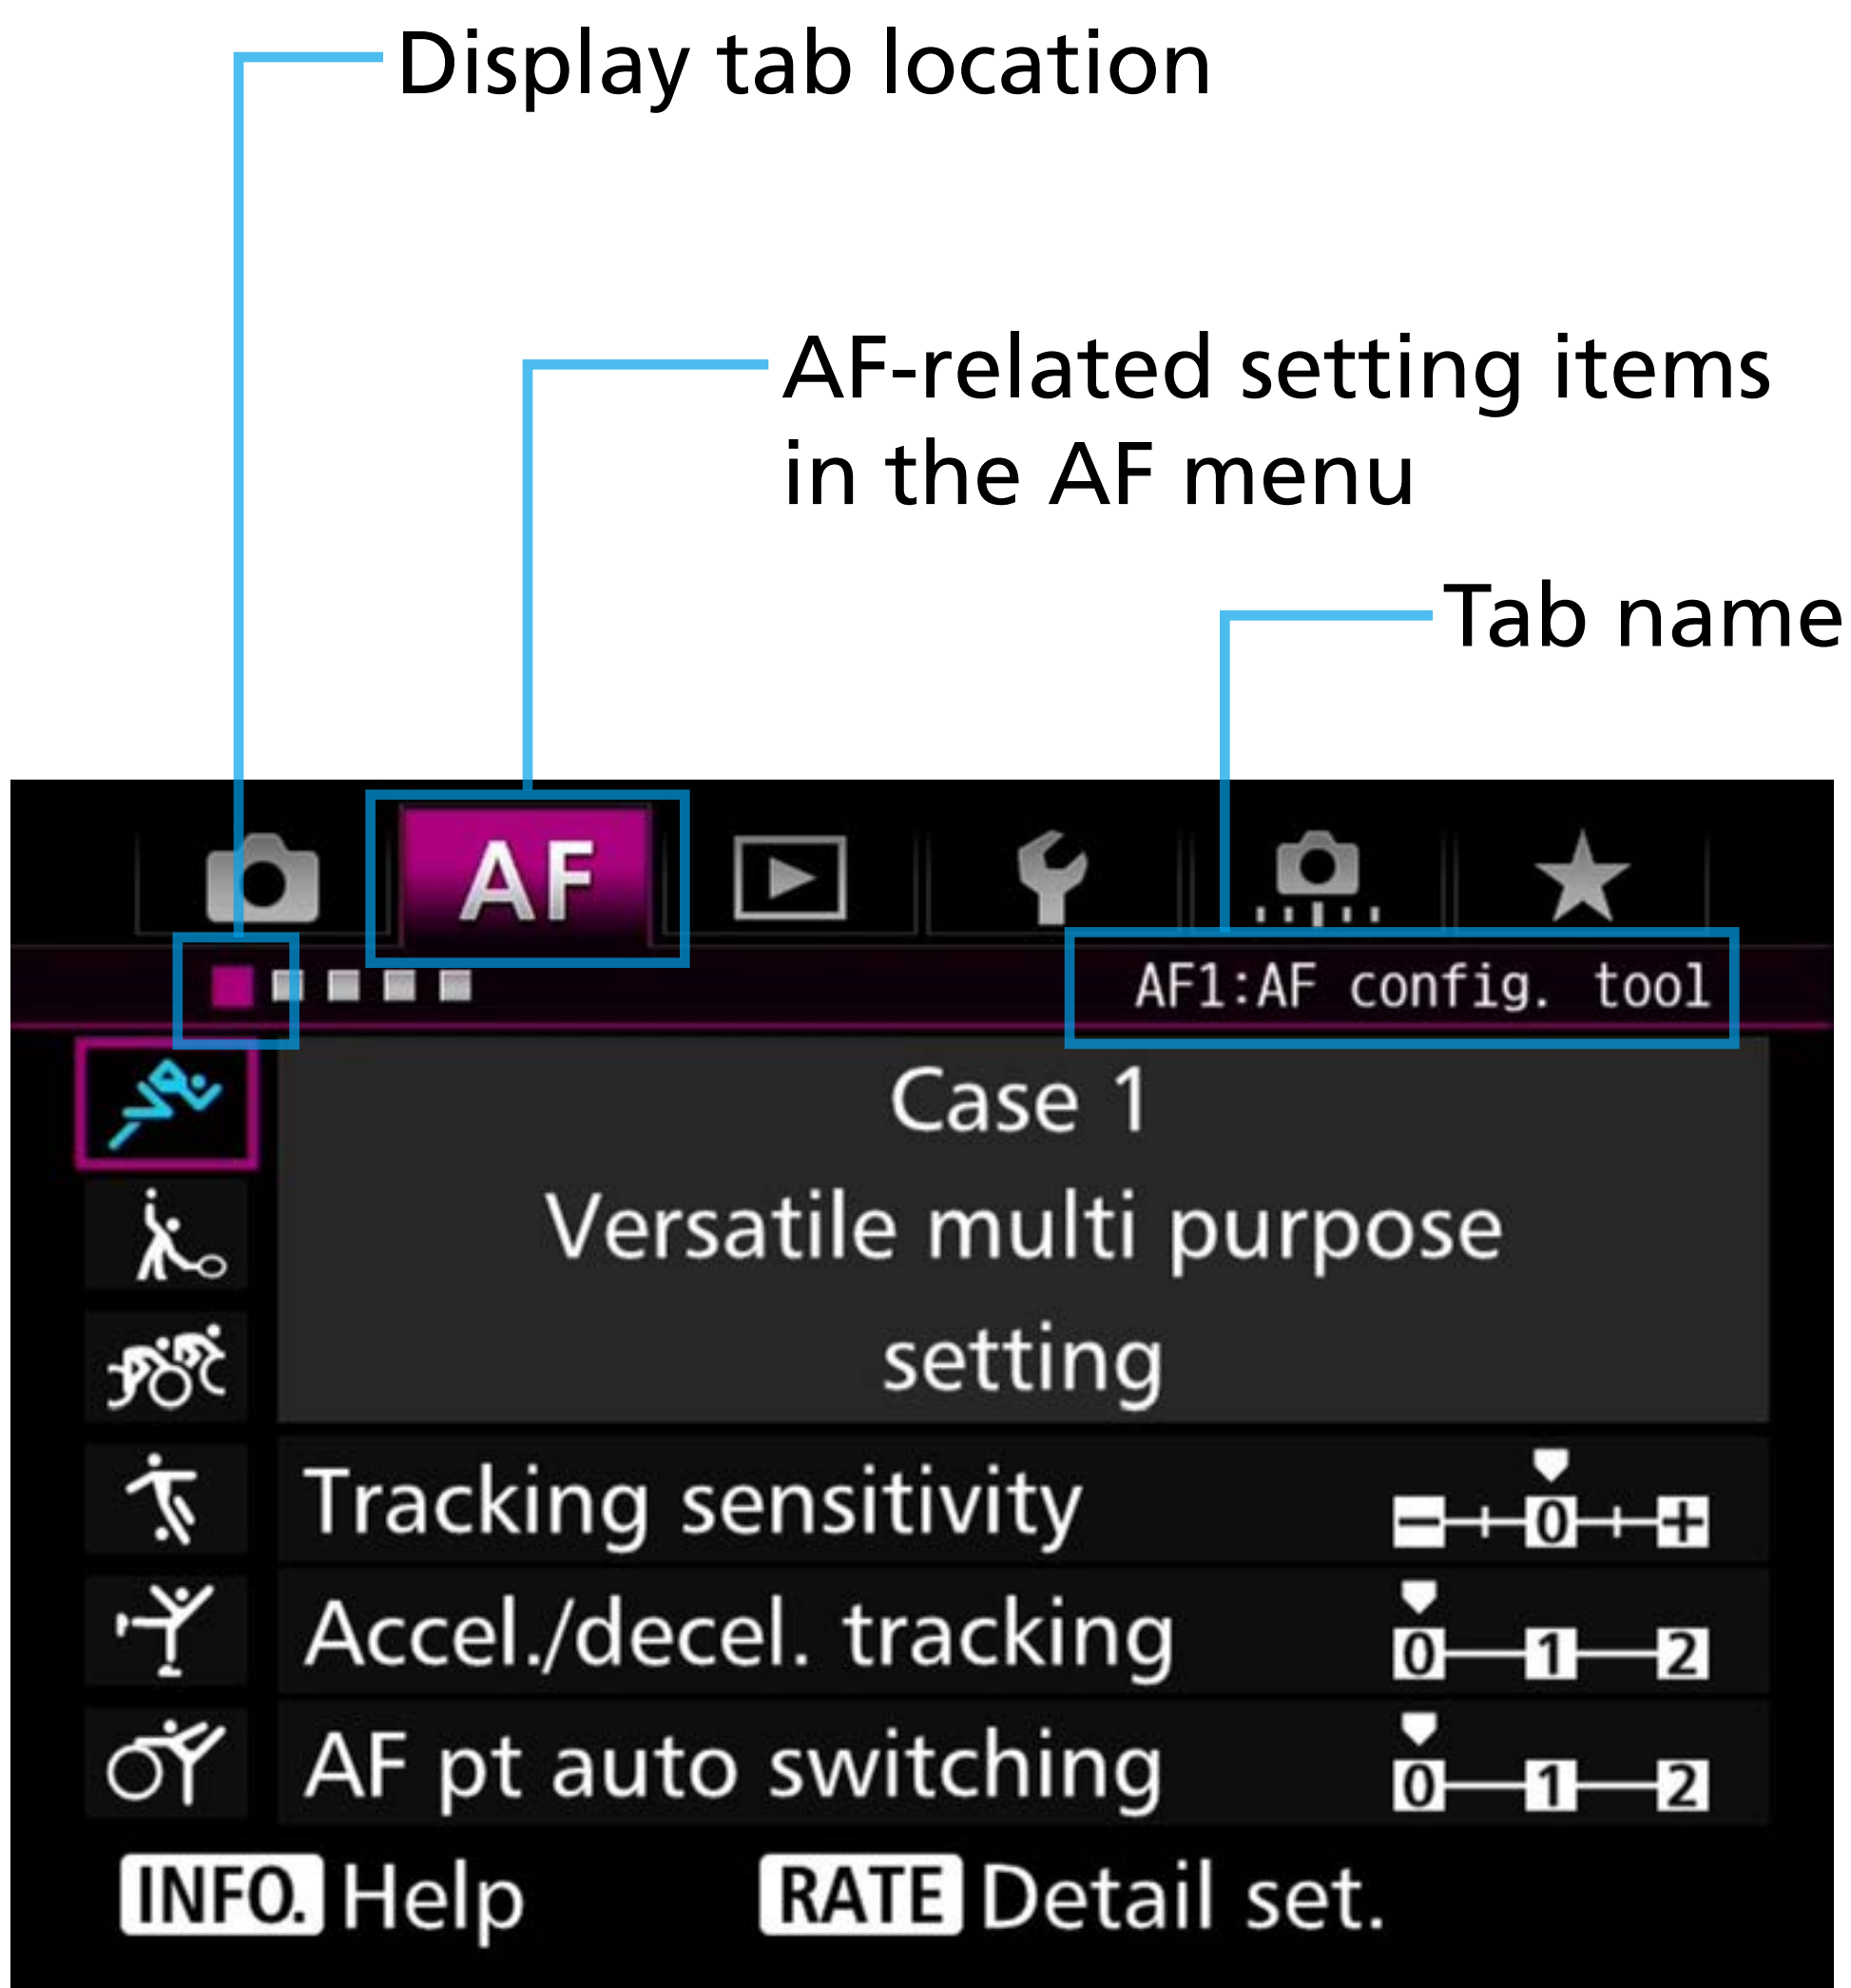 Display tab location
AF-related setting items
in the AF menu
Tab name
AF
AF1:AF config. tool
Case 1
Versatile multi purpose
setting
Tracking sensitivity
− 0 +
Accel./decel. tracking
0 1 2
AF pt auto switching
0 1 2
INFO. Help RATE Detail set.